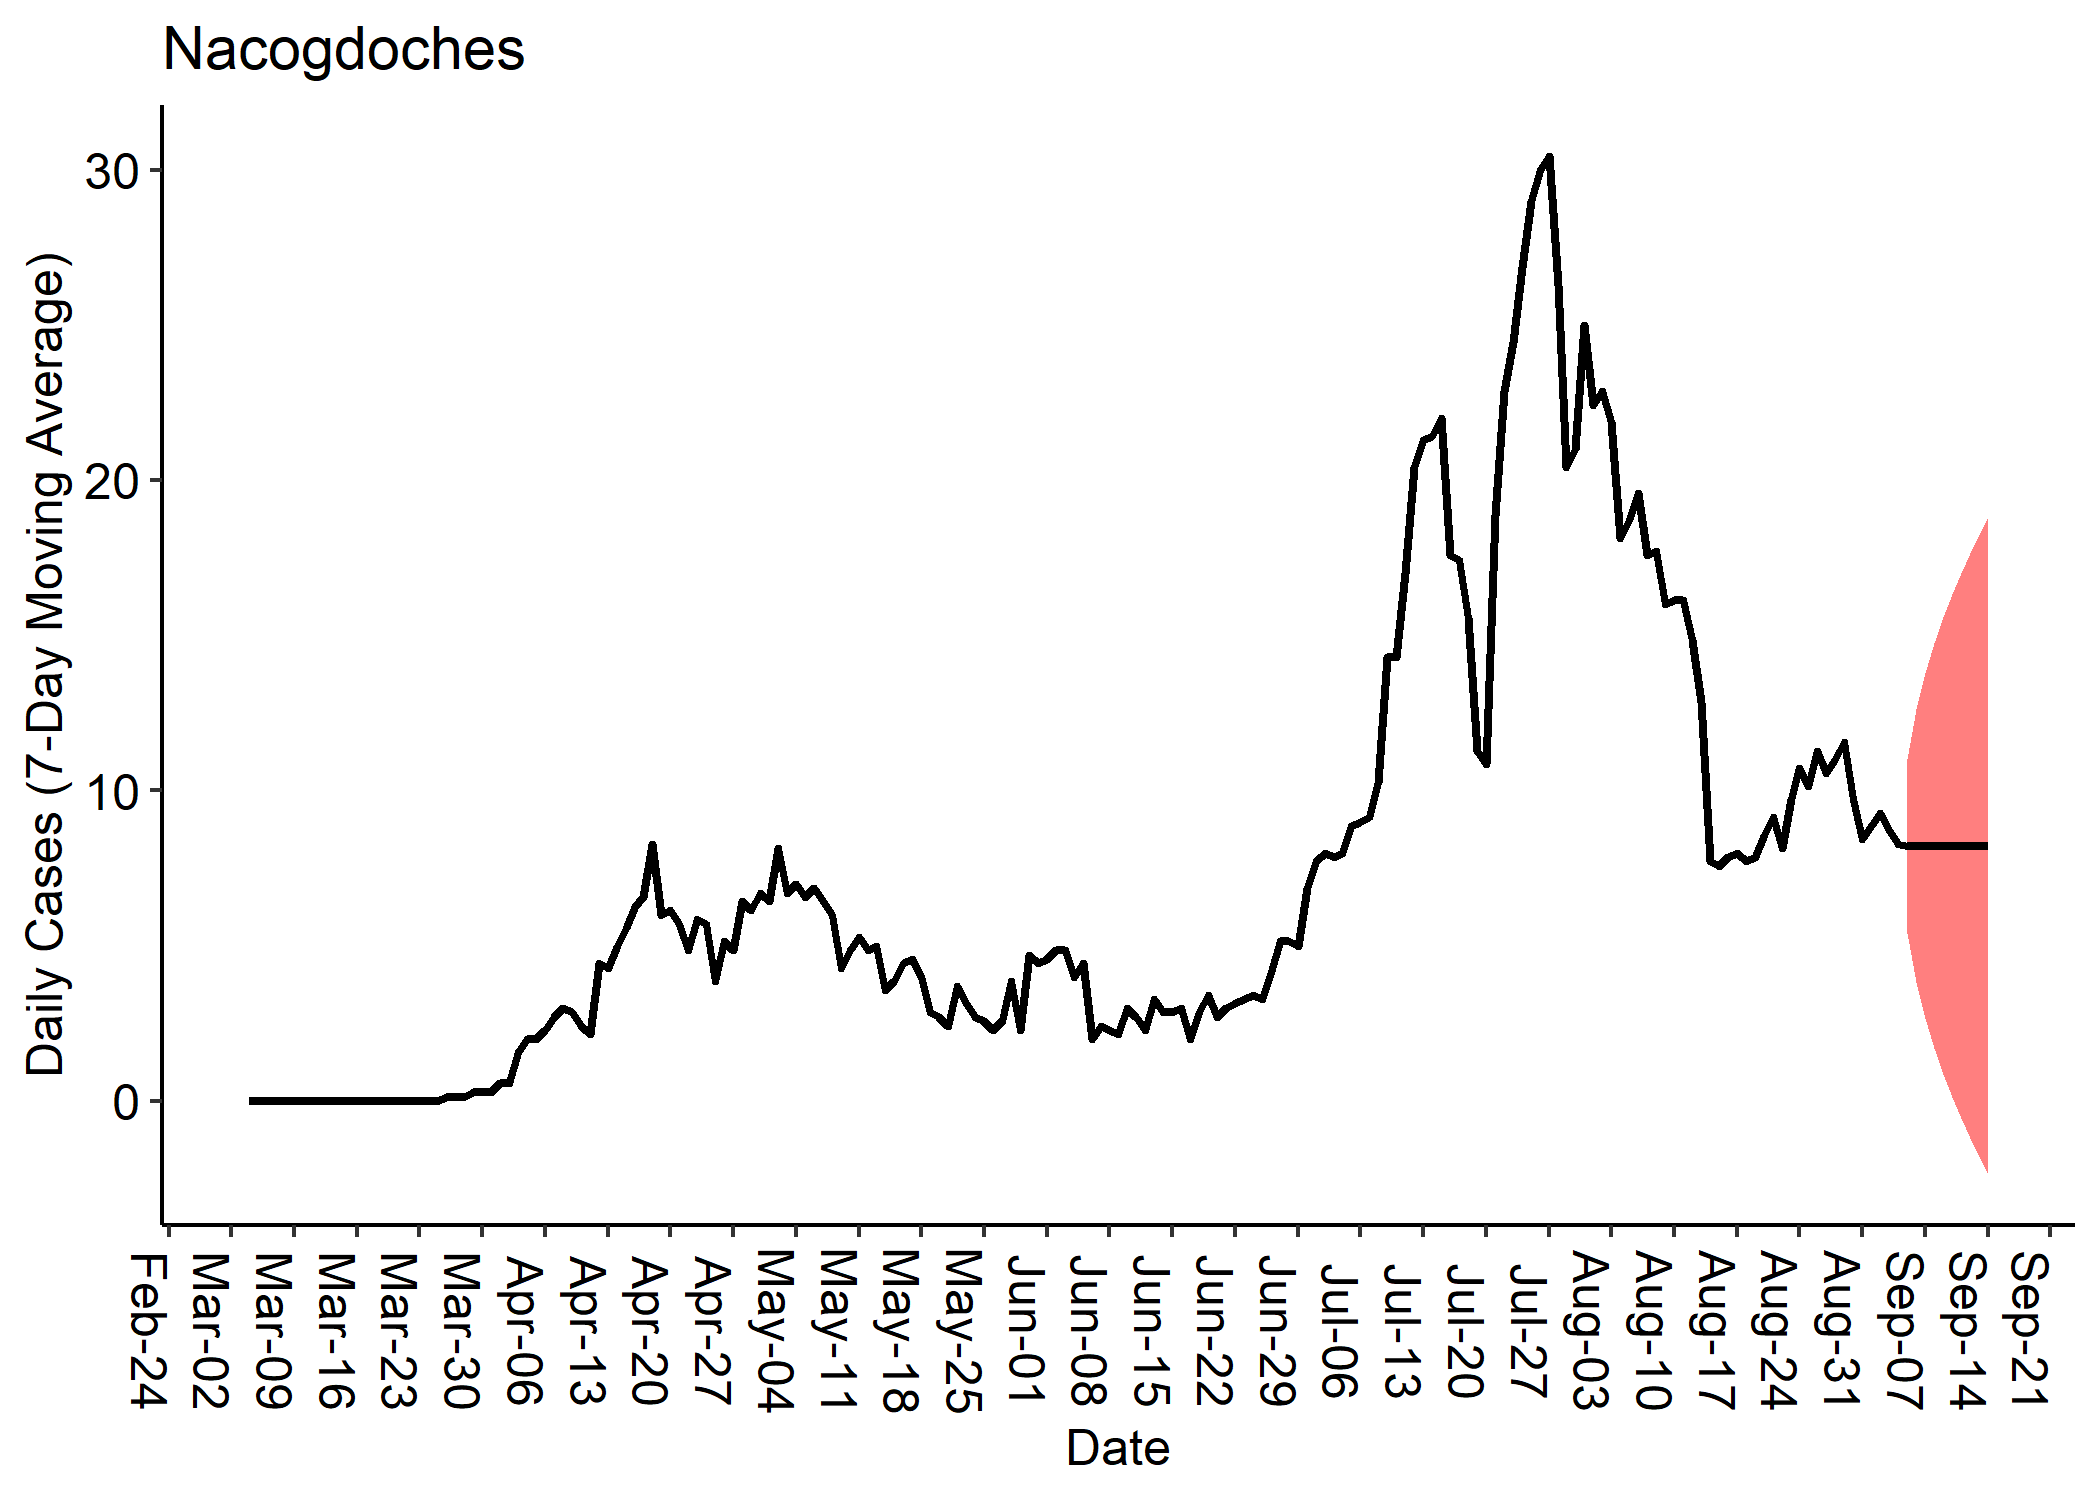 Nacogdoches
Daily Cases (7-Day Moving Average)
30
20
10
0
Feb-24
Mar-02
Mar-09
Mar-16
Mar-23
Mar-30
Apr-06
Apr-13
Apr-20
Apr-27
May-04
May-11
May-18
May-25
Jun-01
Jun-08
Jun-15
Jun-22
Jun-29
Jul-06
Jul-13
Jul-20
Jul-27
Aug-03
Aug-10
Aug-17
Aug-24
Aug-31
Sep-07
Sep-14
Sep-21
Date